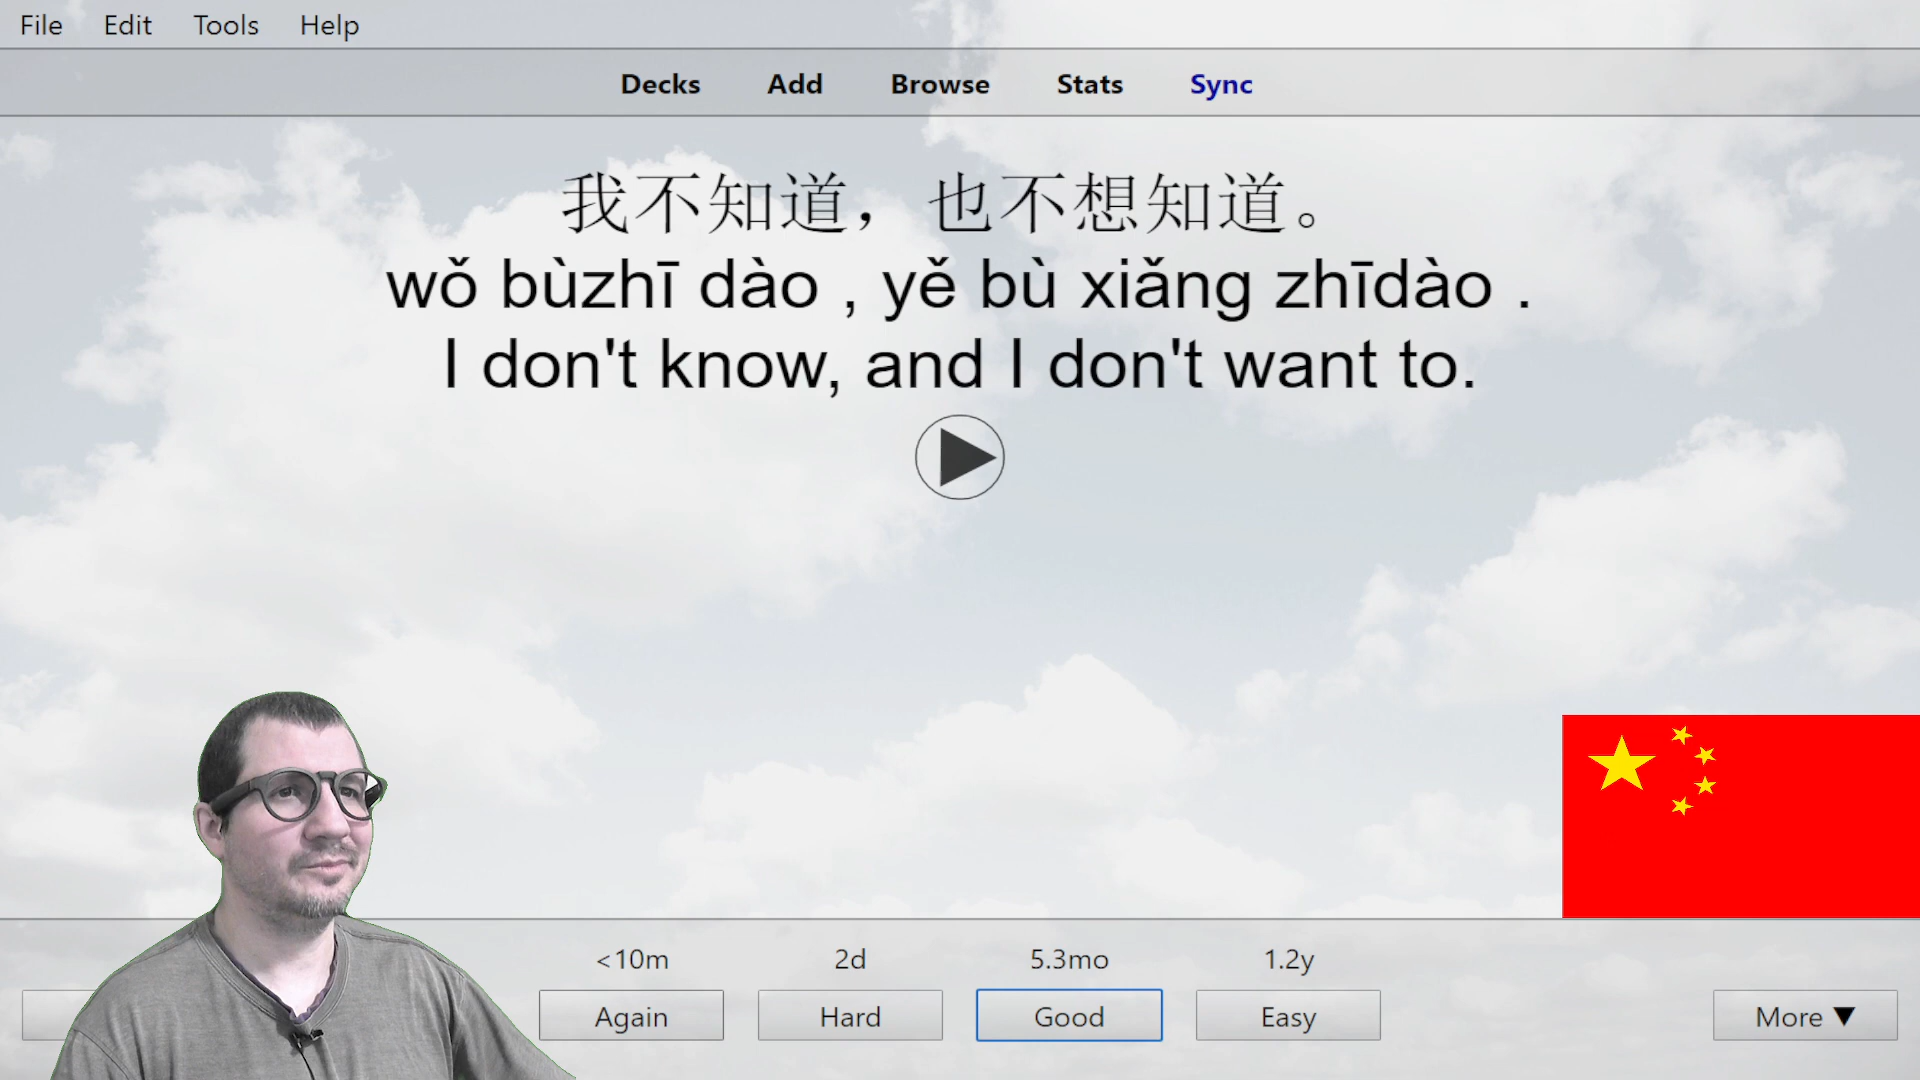 File Edit Tools Help
Decks Add Browse Stats Sync
我不知道，也不想知道。
wǒ bùzhī dào , yě bù xiǎng zhīdào .
I don't know, and I don't want to.
<10m 2d 5.3mo 1.2y
Again Hard Good Easy More ▼